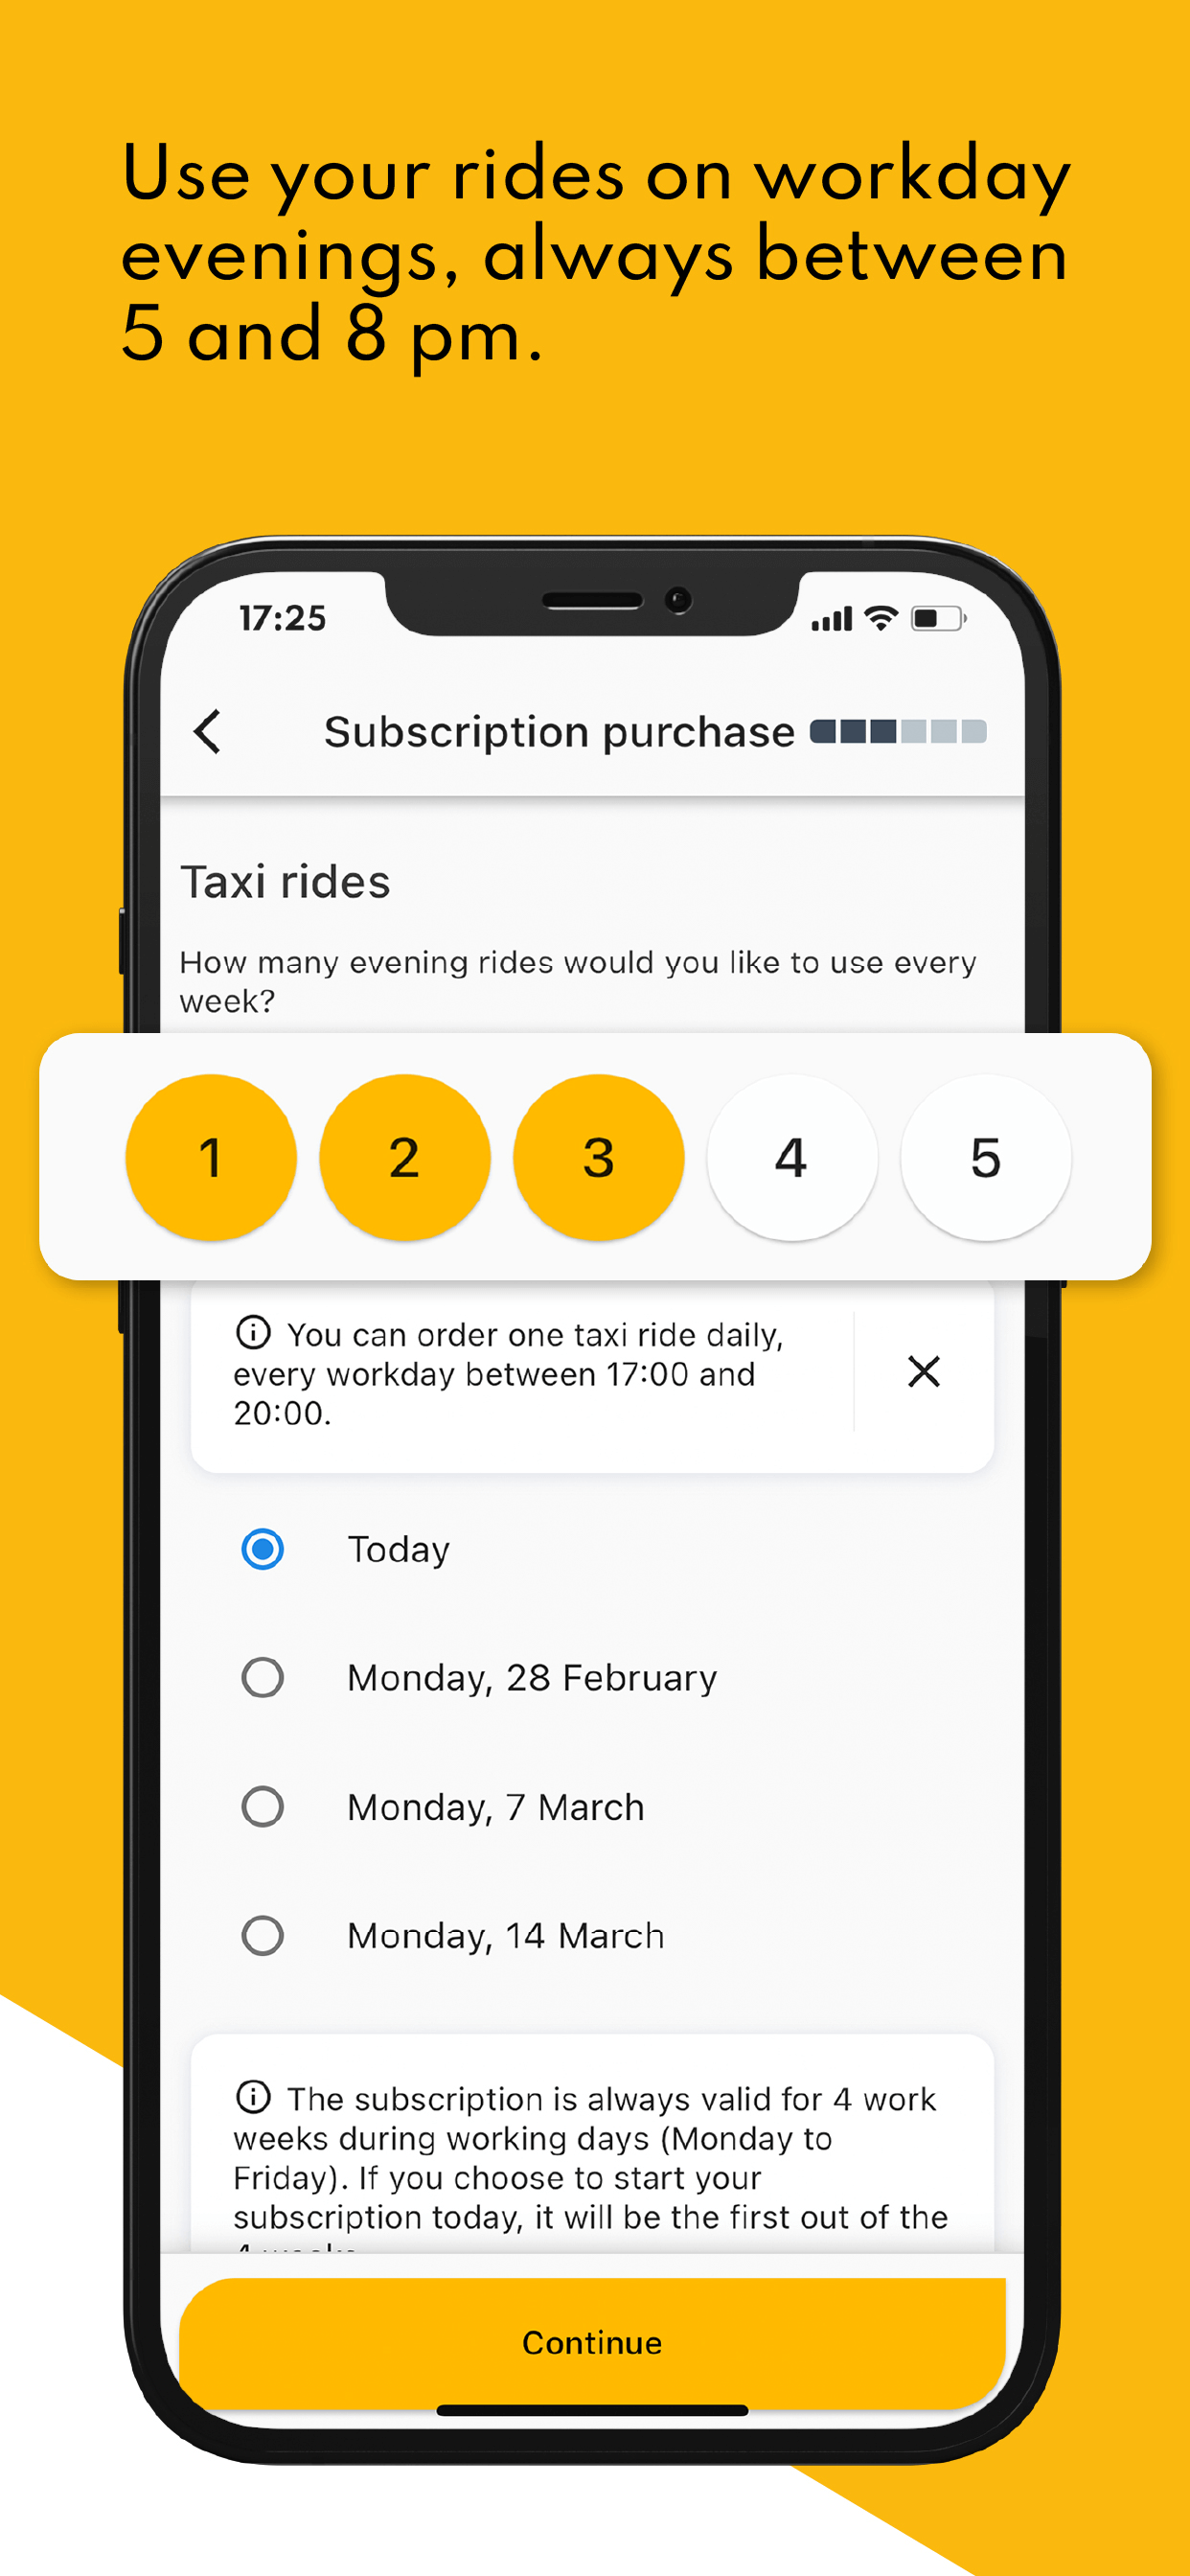 Use your rides on workday
evenings, always between
5 and 8 pm.
17:25
Subscription purchase
Taxi rides
How many evening rides would you like to use every
week?
1 2 3 4 5
You can order one taxi ride daily,
every workday between 17:00 and
20:00.
Today
Monday, 28 February
Monday, 7 March
Monday, 14 March
The subscription is always valid for 4 work
weeks during working days (Monday to
Friday). If you choose to start your
subscription today, it will be the first out of the
Continue